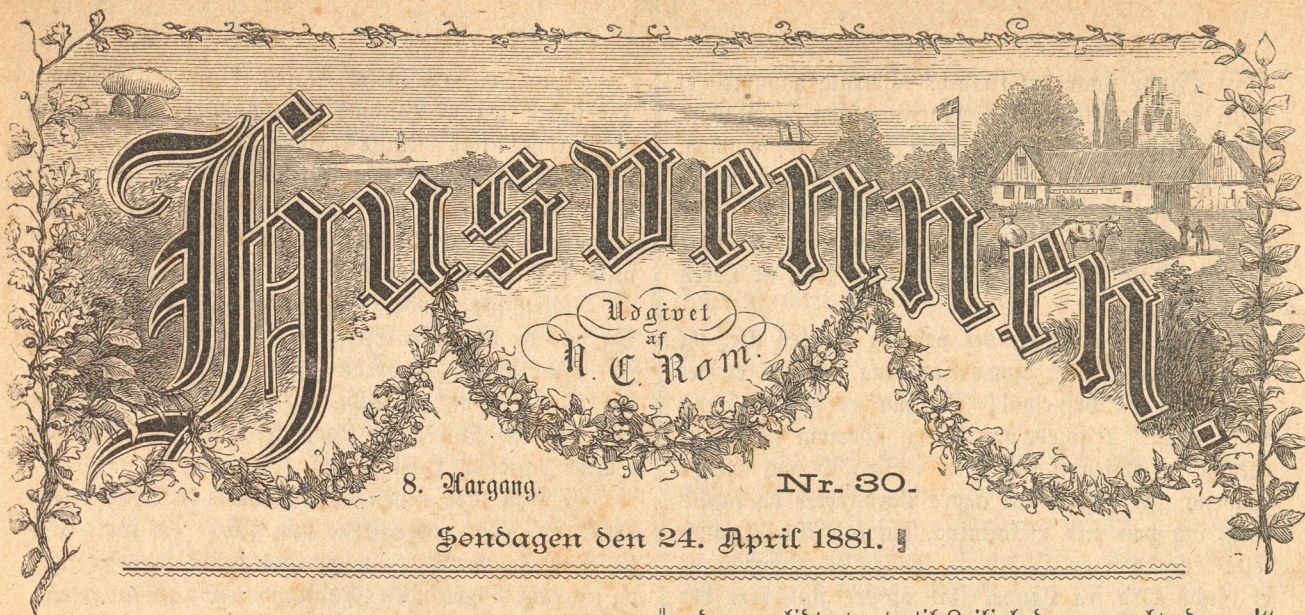 Husvennen.
Udgivet
af
N. C. Rom.
8. Aargang.
Nr. 30.
Søndagen den 24. April 1881.